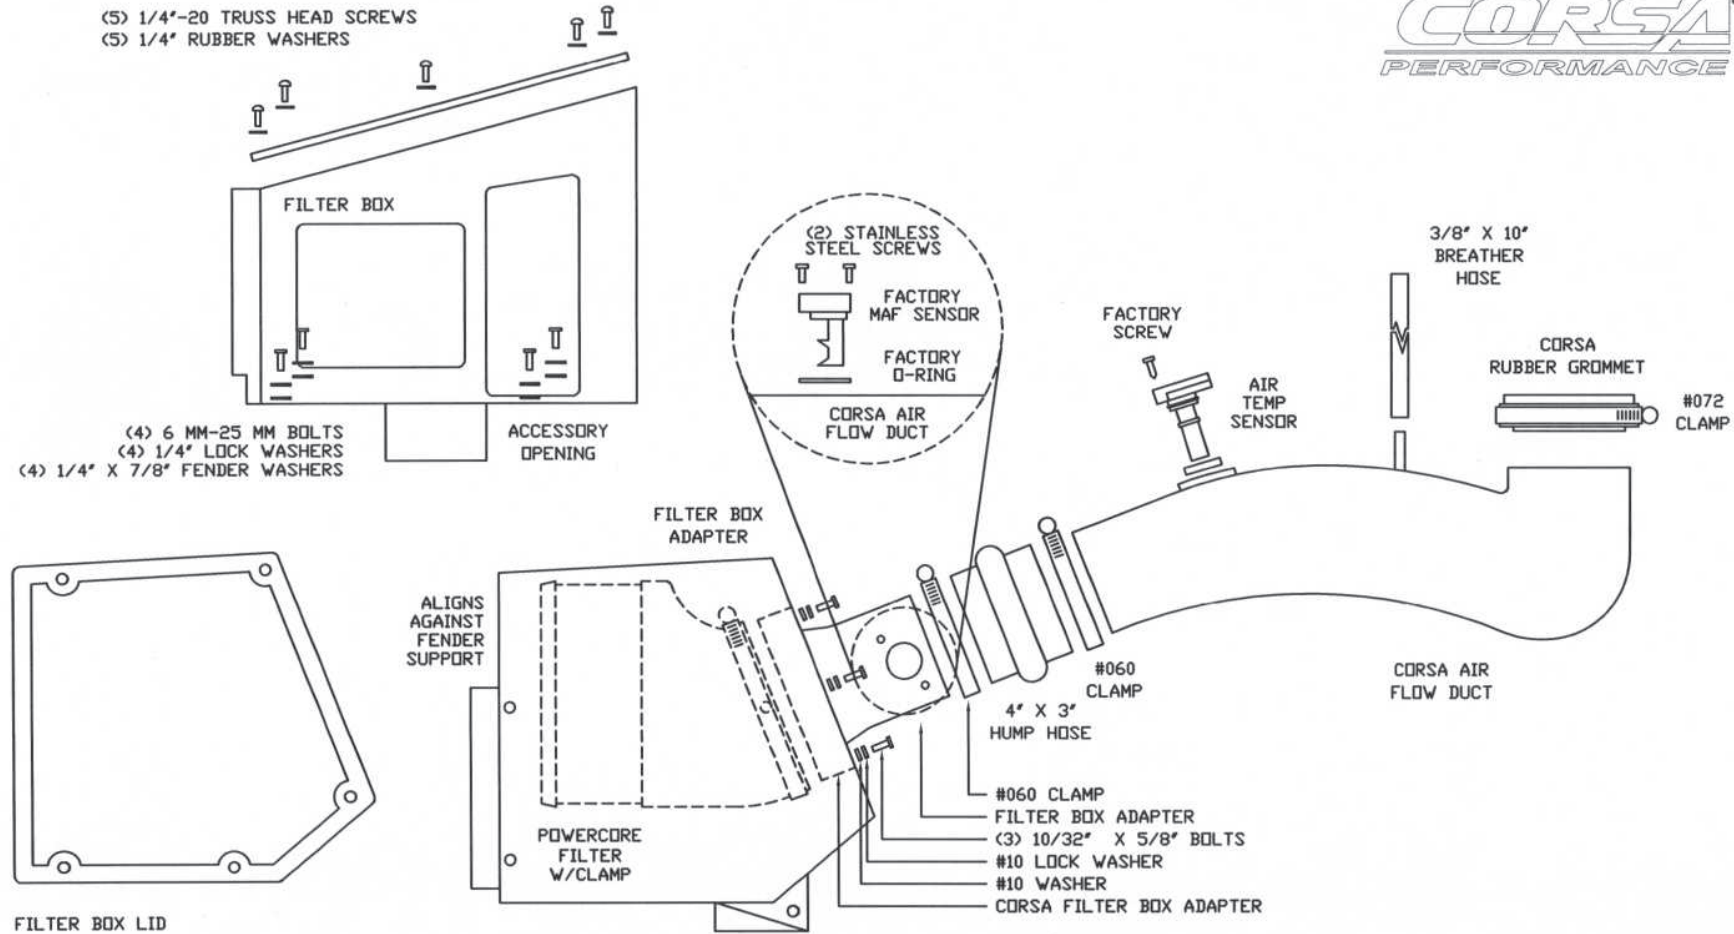 (5) 1/4"-20 TRUSS HEAD SCREWS
(5) 1/4" RUBBER WASHERS
CORSA
PERFORMANCE
FILTER BOX
(4) 6 MM-25 MM BOLTS
(4) 1/4" LOCK WASHERS
(4) 1/4" X 7/8" FENDER WASHERS
ACCESSORY
OPENING
(2) STAINLESS
STEEL SCREWS
FACTORY
MAF SENSOR
FACTORY
O-RING
CORSA AIR
FLOW DUCT
FACTORY
SCREW
AIR
TEMP
SENSOR
3/8" X 10"
BREATHER
HOSE
CORSA
RUBBER GROMMET
#072
CLAMP
FILTER BOX
ADAPTER
ALIGNS
AGAINST
FENDER
SUPPORT
POWERCORE
FILTER
W/CLAMP
#060
CLAMP
4" X 3"
HUMP HOSE
CORSA AIR
FLOW DUCT
#060 CLAMP
FILTER BOX ADAPTER
(3) 10/32" X 5/8" BOLTS
#10 LOCK WASHER
#10 WASHER
CORSA FILTER BOX ADAPTER
FILTER BOX LID